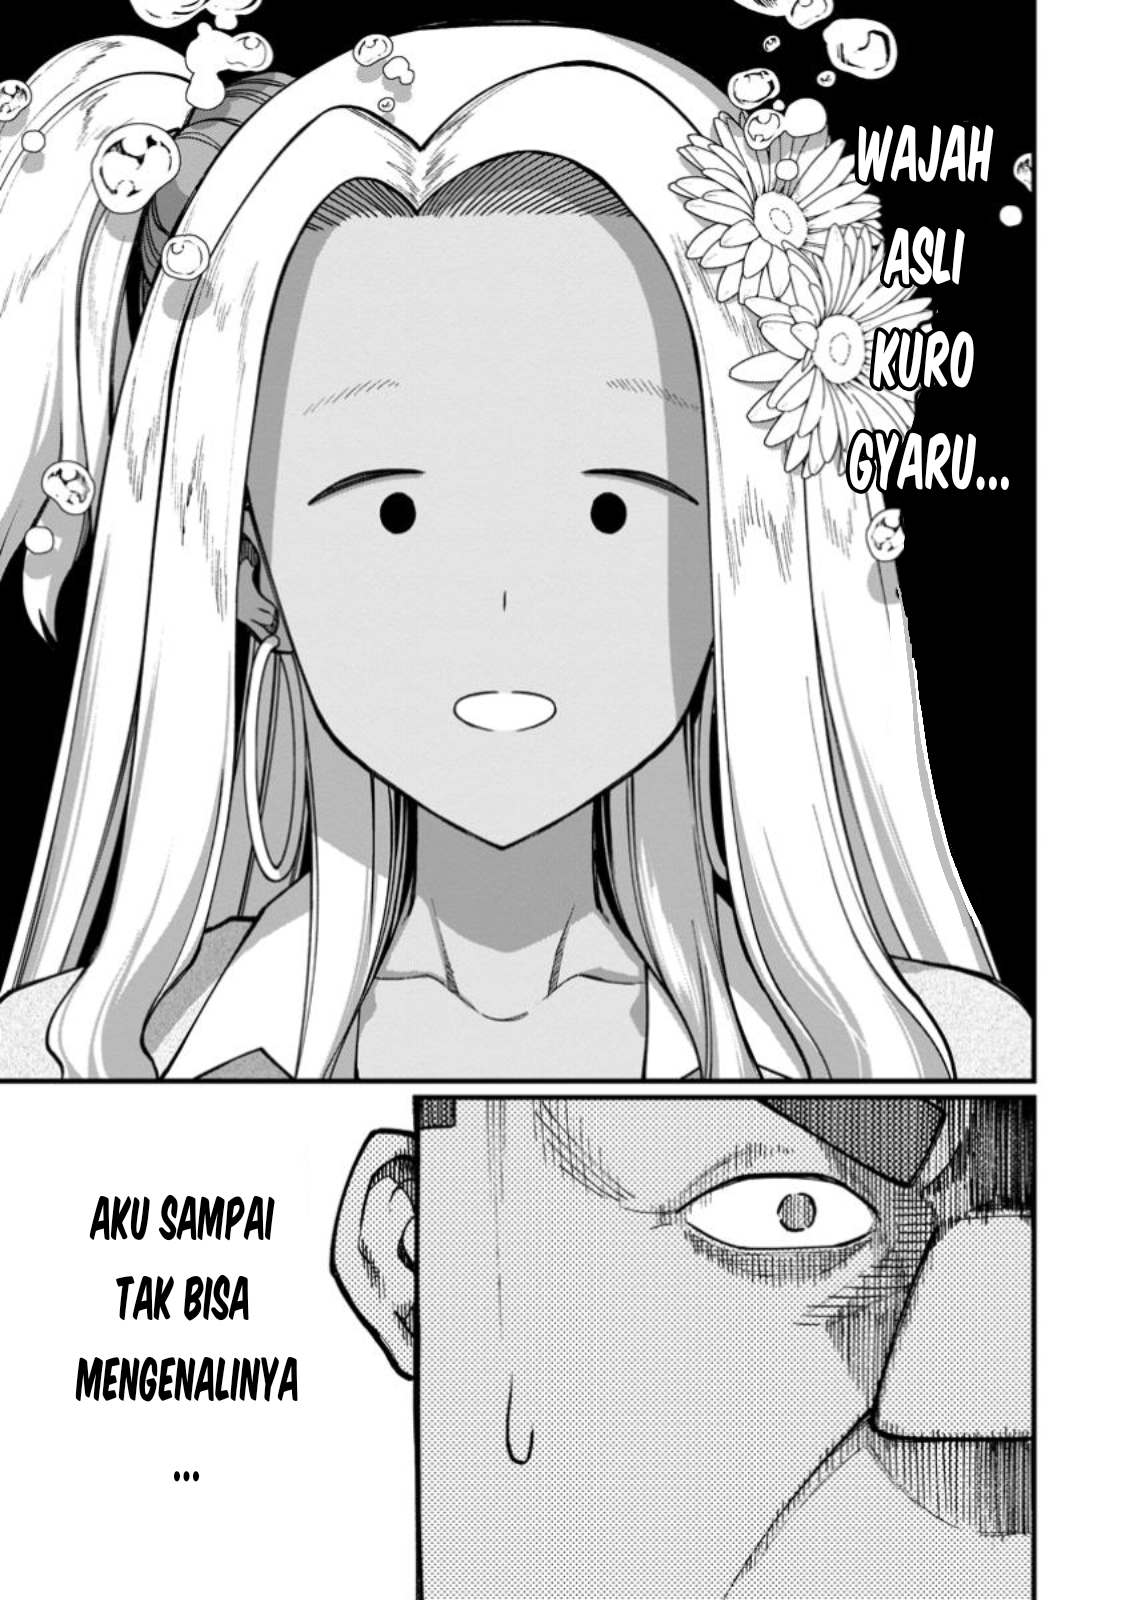 WAJAH
ASLI
KURO
GYARU...
AKU SAMPAI
TAK BISA
MENGENALINYA
...